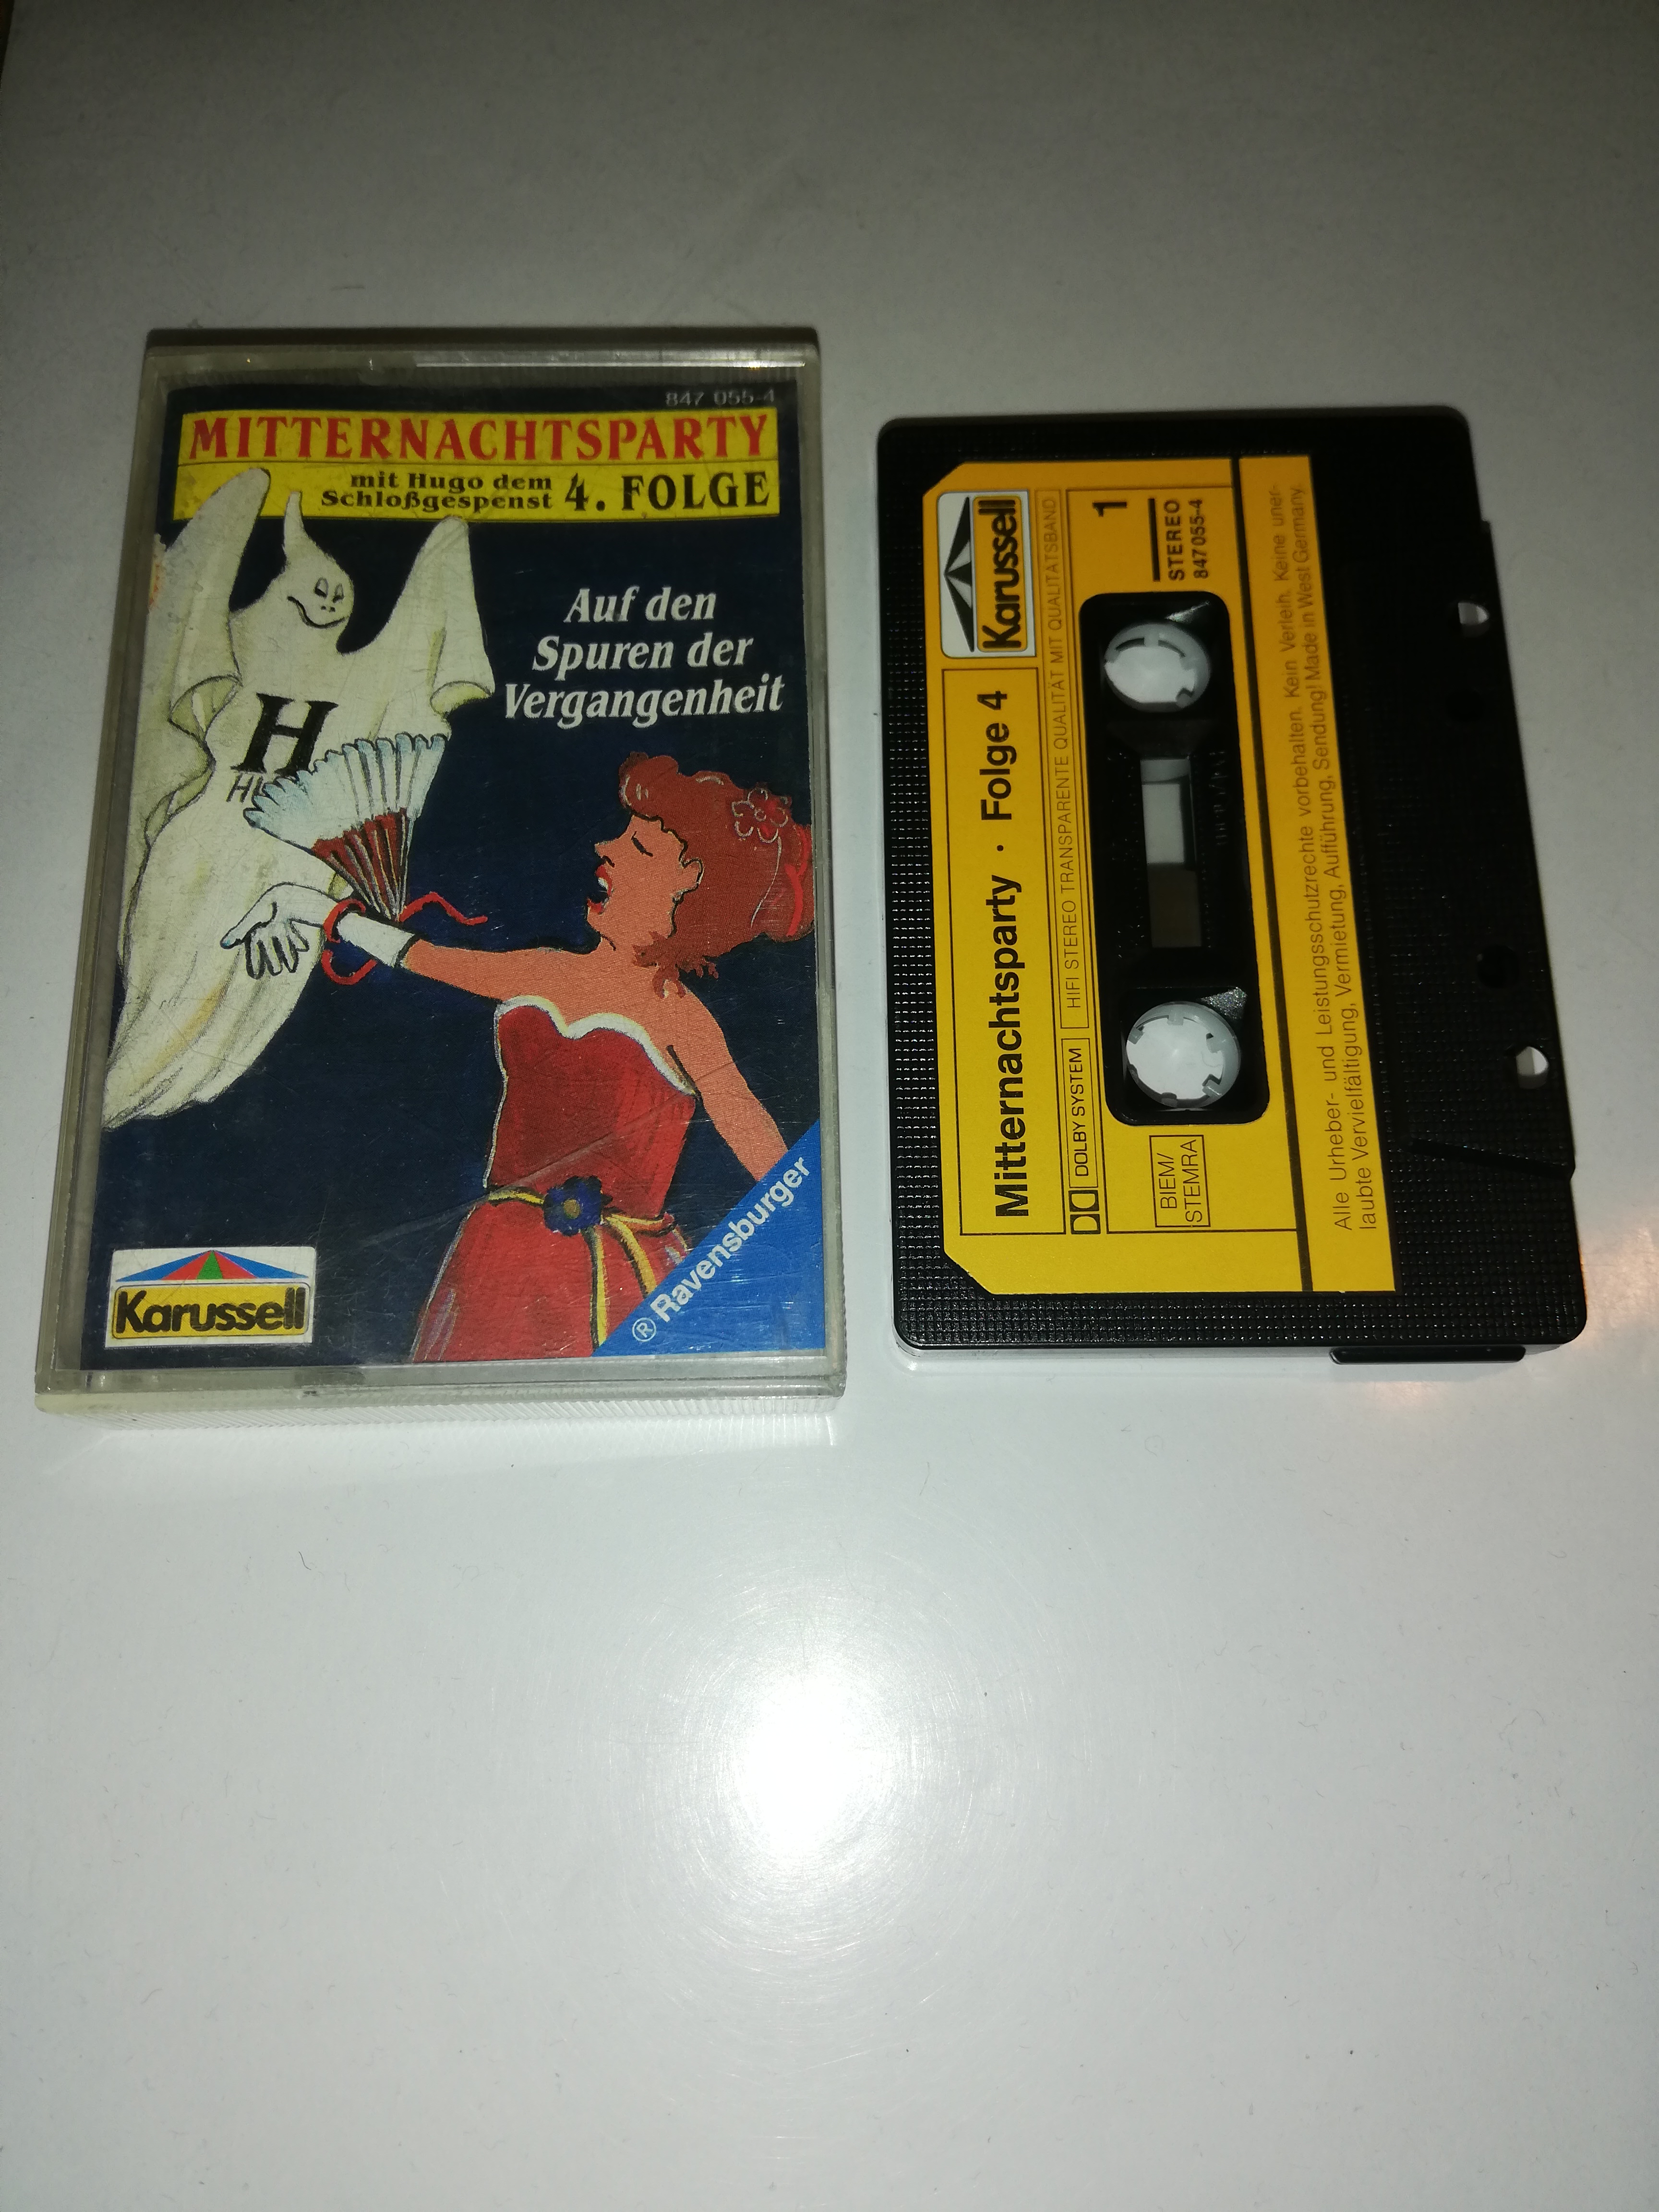 847 055-4
MITTERNACHTSPARTY
mit Hugo dem
Schloßgespenst
4. FOLGE
Auf den
Spuren der
Vergangenheit
H
Karussell
® Ravensburger
Karussell
Mitternachtsparty · Folge 4
DOLBY SYSTEM
HIFI STEREO TRANSPARENTE QUALITÄT MIT QUALITÄTSBAND
1
STEREO
847 055-4
BIEM/
STEMRA
Alle Urheber- und Leistungsschutzrechte vorbehalten. Kein Verleih. Keine uner-
laubte Vervielfältigung, Vermietung, Aufführung, Sendung! Made in West Germany.